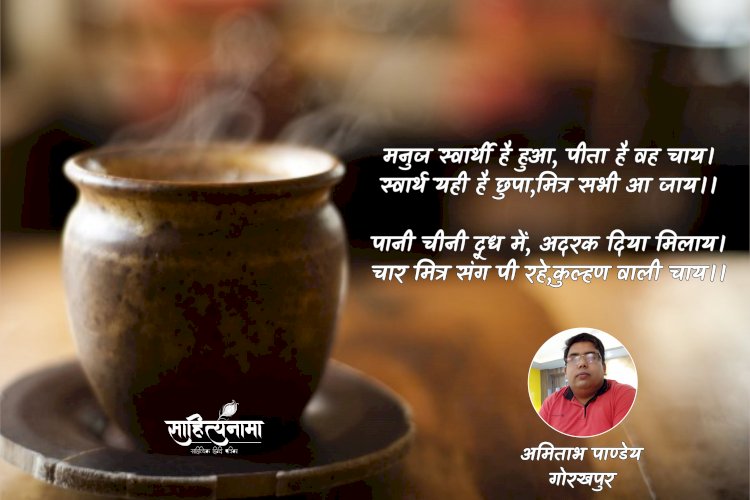 मनुज स्वार्थी है हुआ, पीता है वह चाय।
स्वार्थ यही है छुपा,मित्र सभी आ जाय।।
पानी चीनी दूध में, अदरक दिया मिलाय।
चार मित्र संग पी रहे,कुल्हण वाली चाय।।
साहित्यनामा
अमिताभ पाण्डेय
गोरखपुर